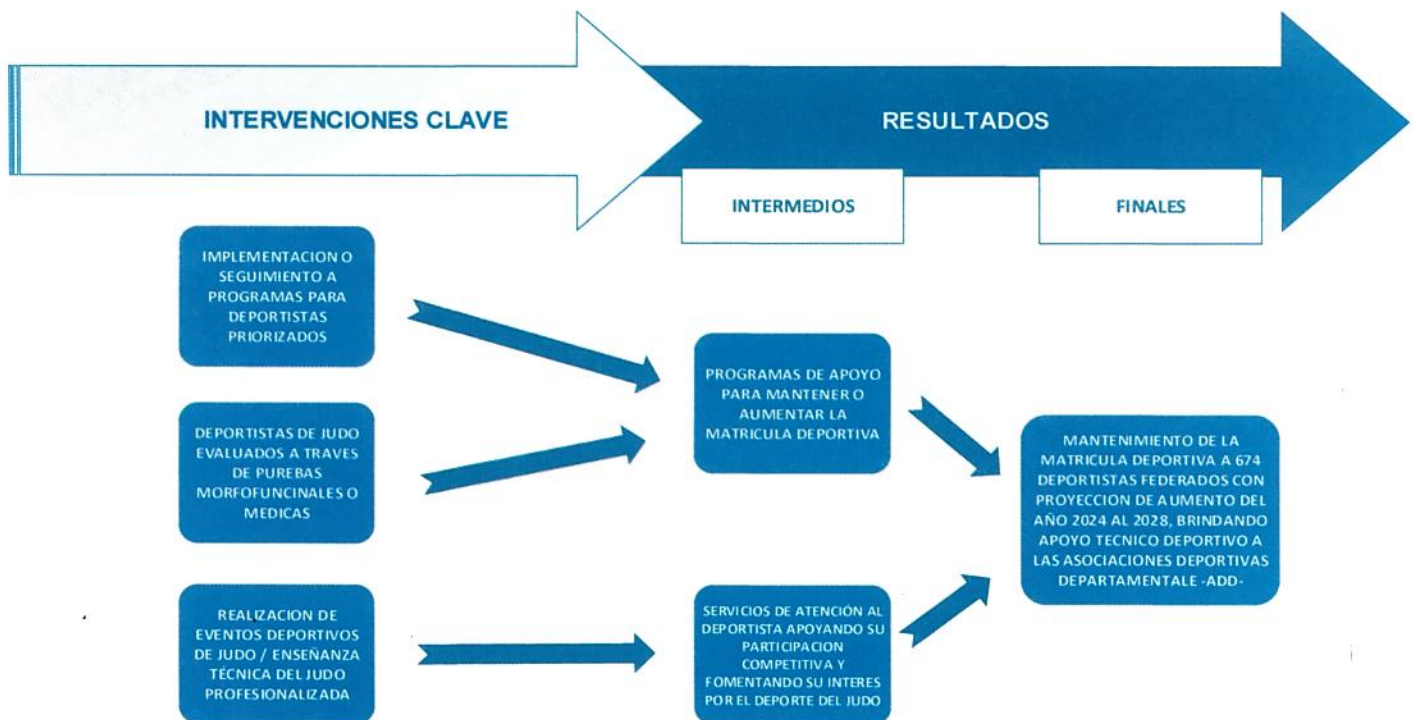 INTERVENCIONES CLAVE
RESULTADOS
INTERMEDIOS
FINALES
IMPLEMENTACION O
SEGUIMIENTO A
PROGRAMAS PARA
DEPORTISTAS
PRIORIZADOS
DEPORTISTAS DE JUDO
EVALUADOS A TRAVES
DE PUREBAS
MORFOFUNCINALES O
MEDICAS
REALIZACION DE
EVENTOS DEPORTIVOS
DE JUDO / ENSEÑANZA
TÉCNICA DEL JUDO
PROFESIONALIZADA
PROGRAMAS DE APOYO
PARA MANTENER O
AUMENTAR LA
MATRICULA DEPORTIVA
SERVICIOS DE ATENCIÓN AL
DEPORTISTA APOYANDO SU
PARTICIPACION
COMPETITIVA Y
FOMENTANDO SU INTERES
POR EL DEPORTE DEL JUDO
MANTENIMIENTO DE LA
MATRICULA DEPORTIVA A 674
DEPORTISTAS FEDERADOS CON
PROYECCION DE AUMENTO DEL
AÑO 2024 AL 2028, BRINDANDO
APOYO TECNICO DEPORTIVO A
LAS ASOCIACIONES DEPORTIVAS
DEPARTAMENTALE -ADD-